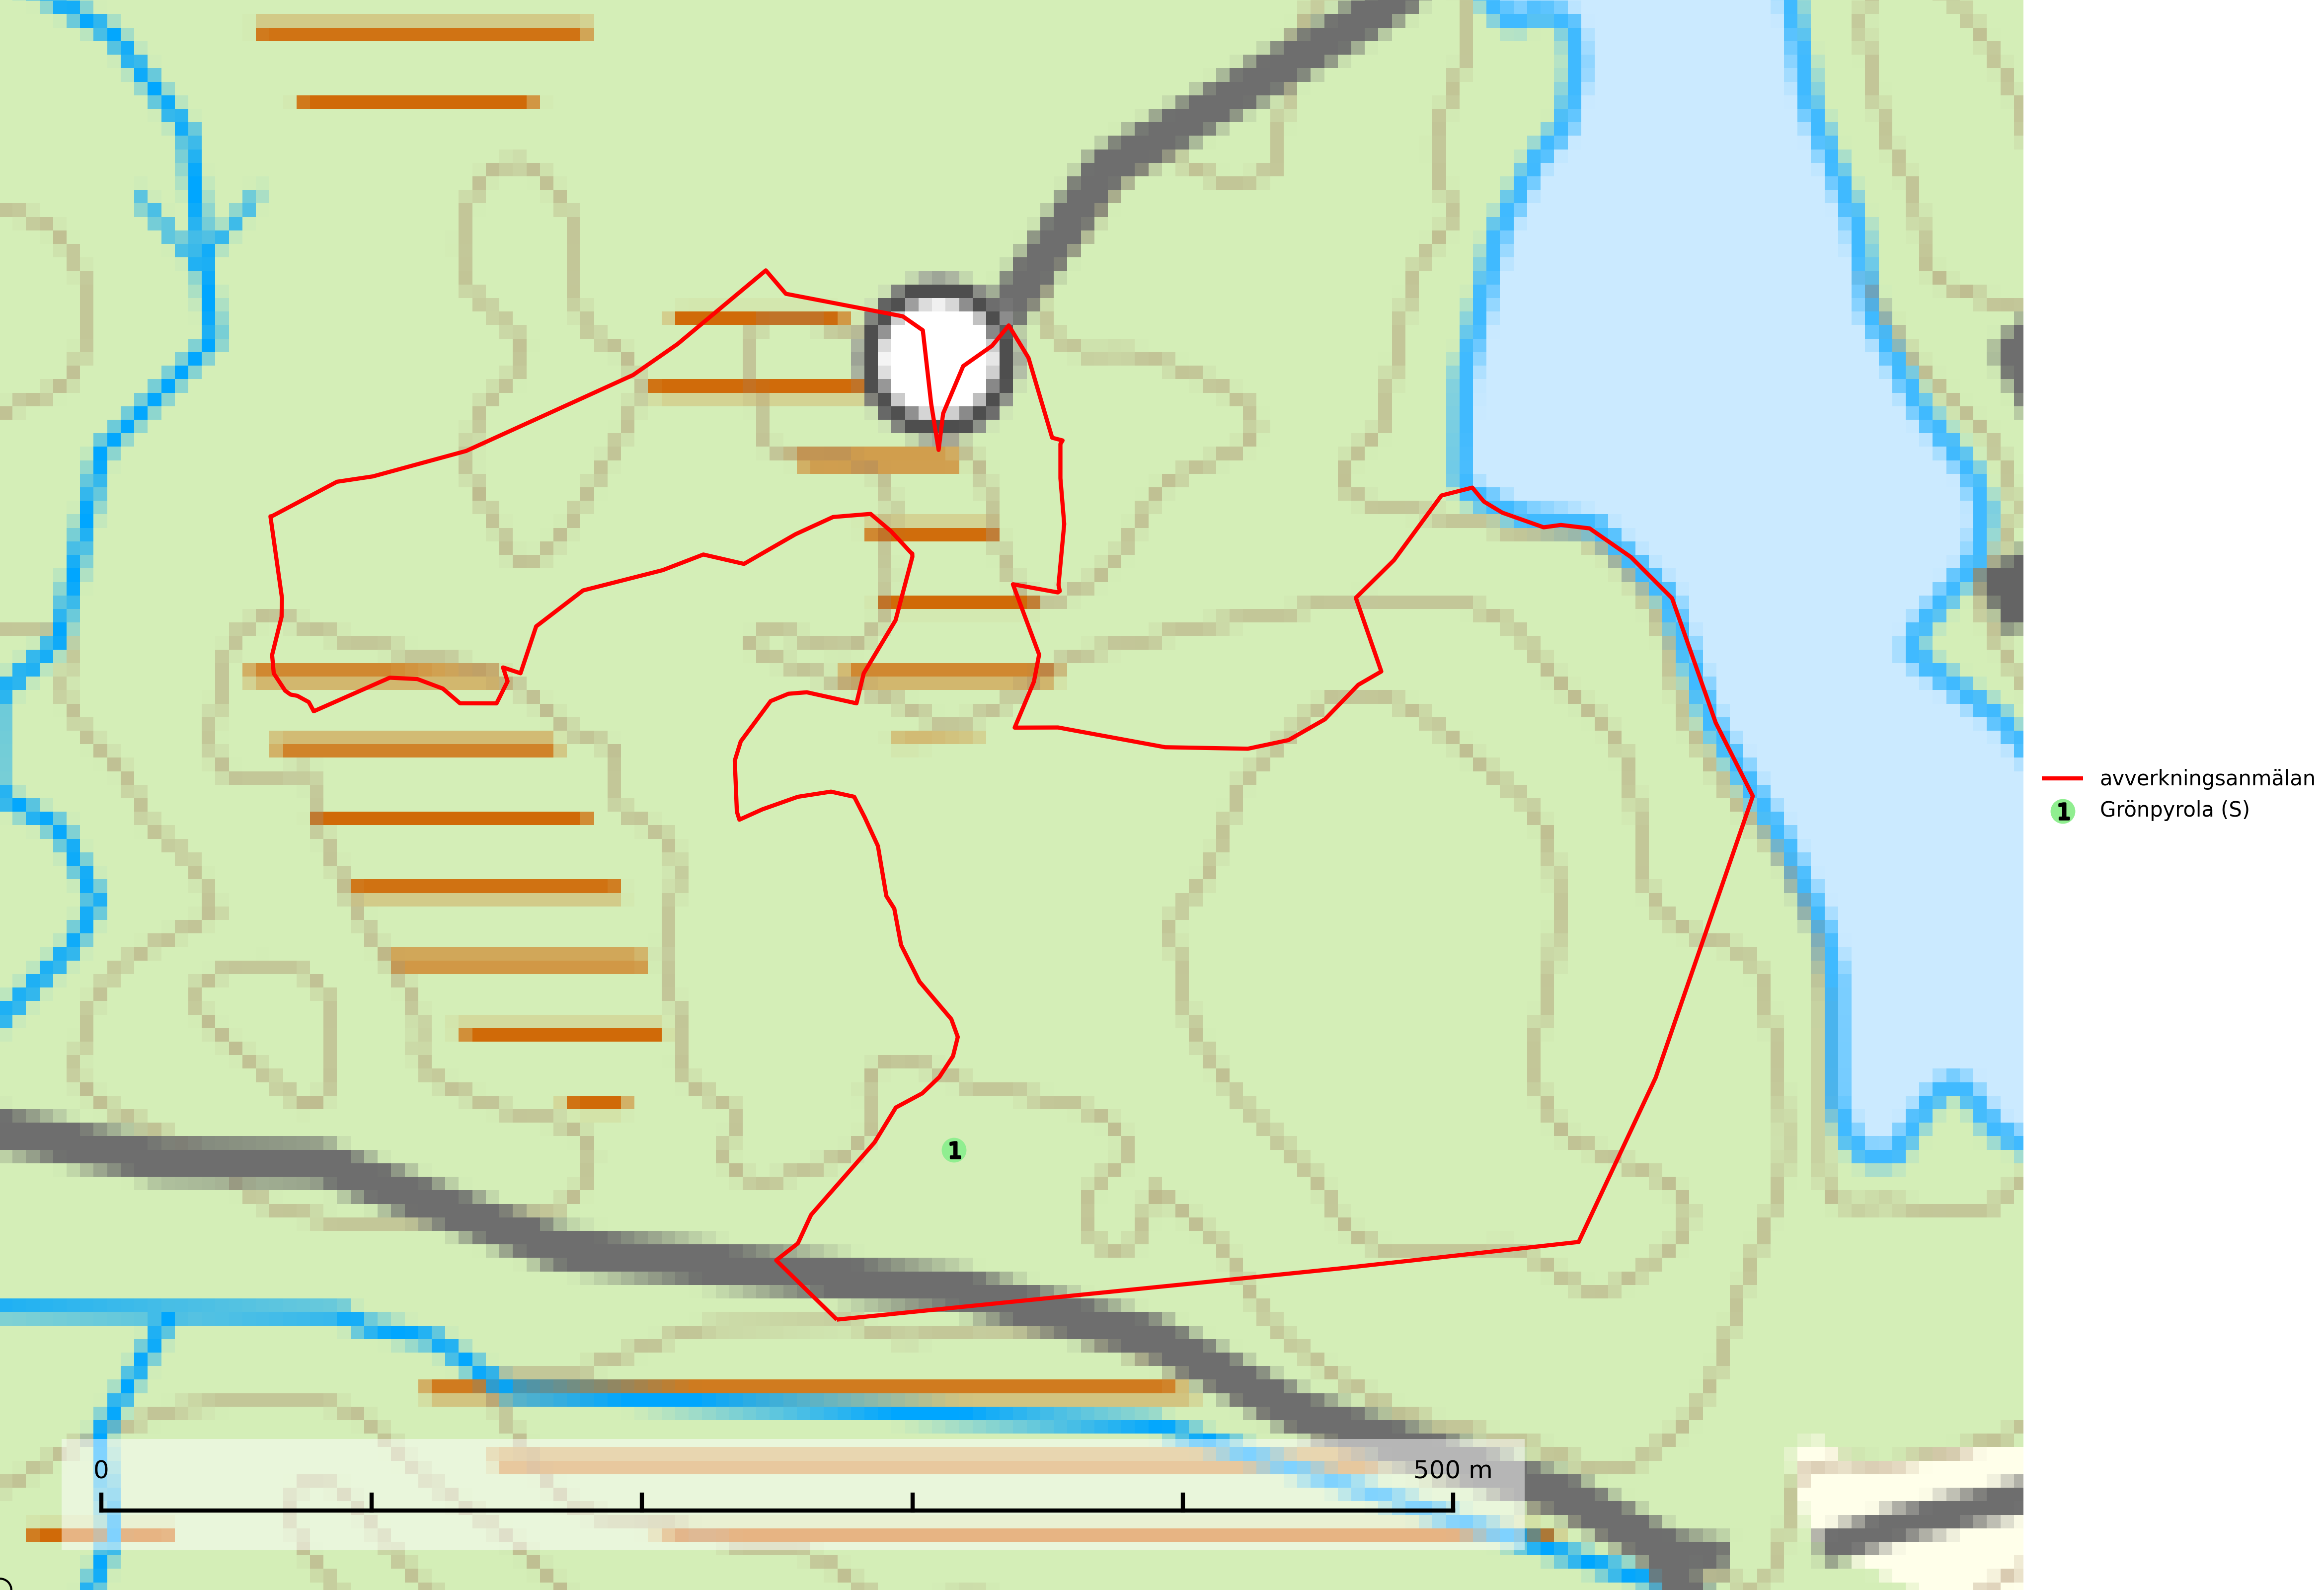 avverkningsanmälan
1 Grönpyrola (S)
1
0 500 m